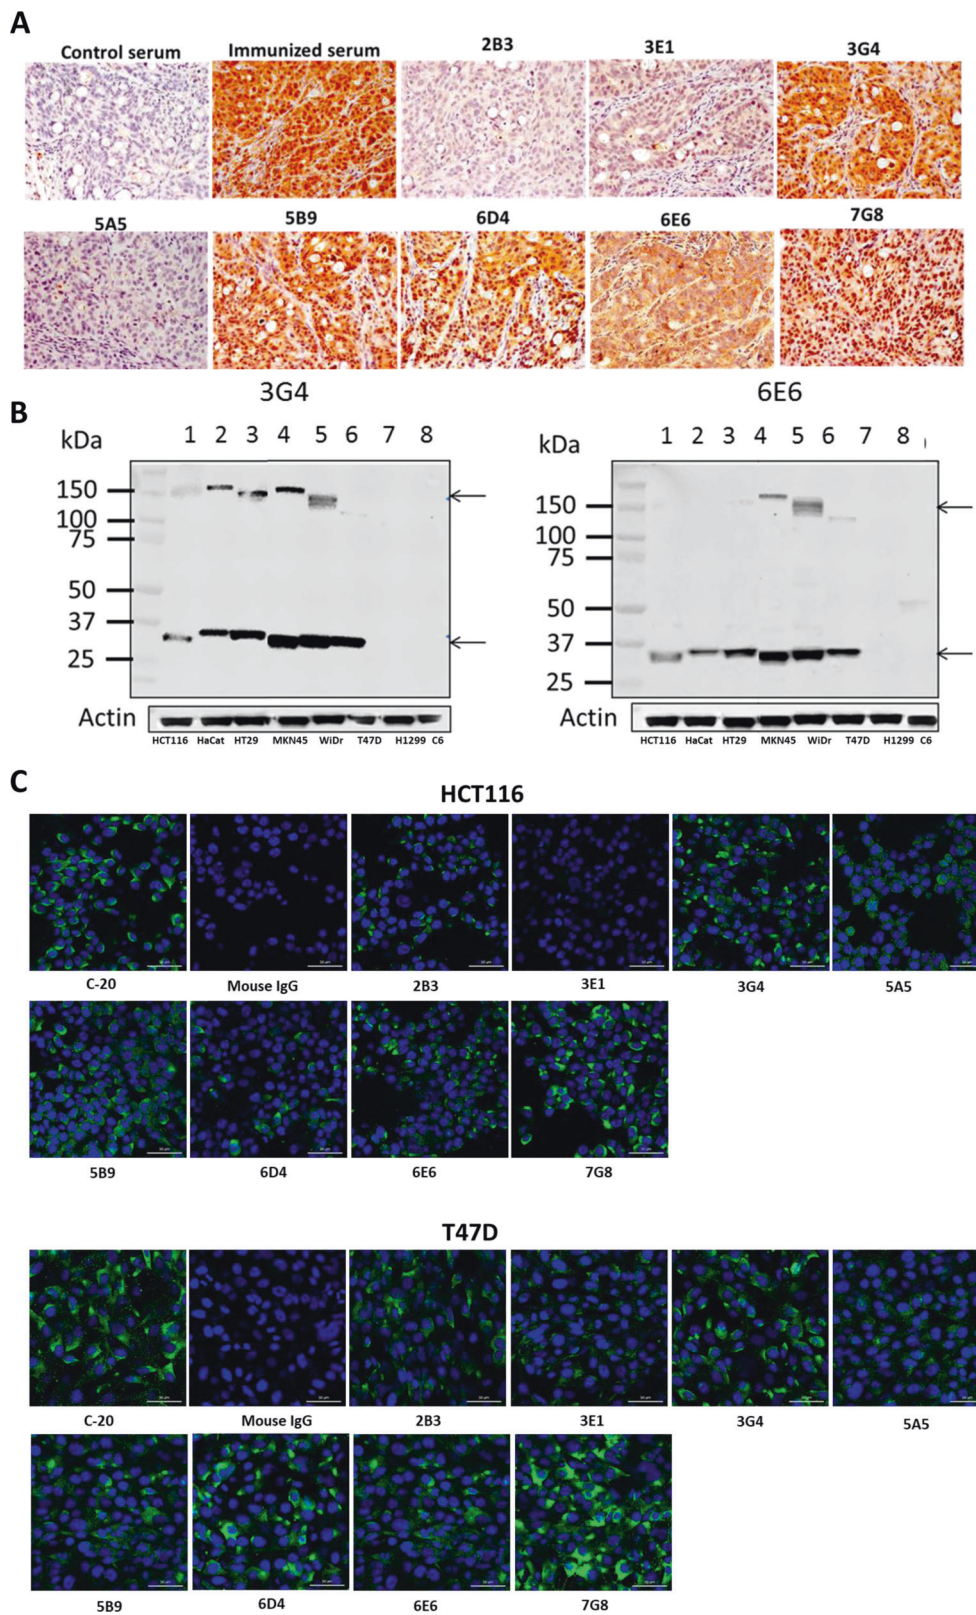 A
Control serum Immunized serum 2B3 3E1 3G4
5A5 5B9 6D4 6E6 7G8
B
3G4 6E6
kDa 1 2 3 4 5 6 7 8
150
100
75
50
37
25
Actin
HCT116 HaCat HT29 MKN45 WiDr T47D H1299 C6
kDa 1 2 3 4 5 6 7 8
150
100
75
50
37
25
Actin
HCT116 HaCat HT29 MKN45 WiDr T47D H1299 C6
C
HCT116
C-20 Mouse IgG 2B3 3E1 3G4 5A5
5B9 6D4 6E6 7G8
T47D
C-20 Mouse IgG 2B3 3E1 3G4 5A5
5B9 6D4 6E6 7G8